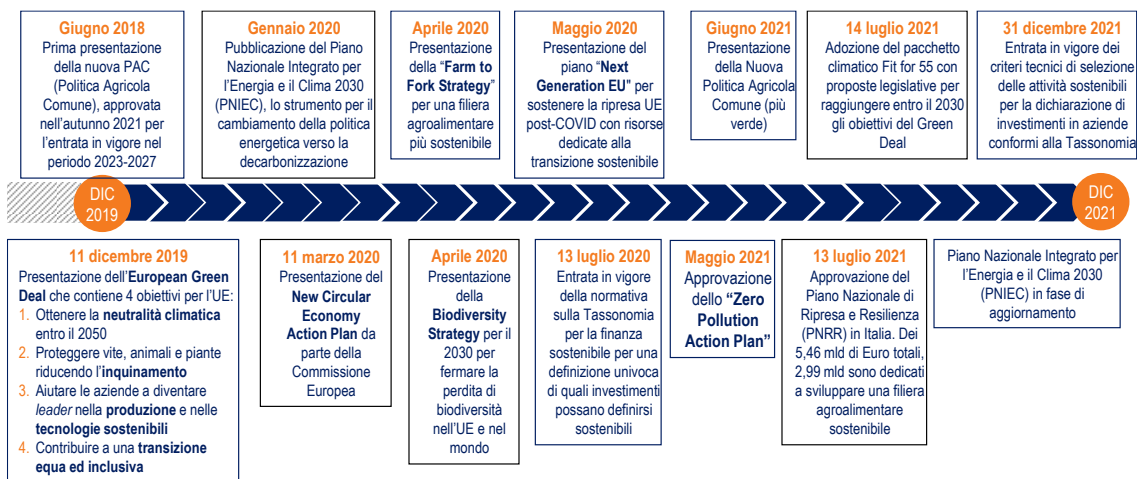 Giugno 2018
Prima presentazione
della nuova PAC
(Politica Agricola
Comune), approvata
nell'autunno 2021 per
l'entrata in vigore nel
periodo 2023-2027
Gennaio 2020
Pubblicazione del Piano
Nazionale Integrato per
l'Energia e il Clima 2030
(PNIEC), lo strumento per il
cambiamento della politica
energetica verso la
decarbonizzazione
Aprile 2020
Presentazione
della "Farm to
Fork Strategy"
per una filiera
agroalimentare
più sostenibile
Maggio 2020
Presentazione del
piano "Next
Generation EU" per
sostenere la ripresa UE
post-COVID con risorse
dedicate alla
transizione sostenibile
Giugno 2021
Presentazione
della Nuova
Politica Agricola
Comune (più
verde)
14 luglio 2021
Adozione del pacchetto
climatico Fit for 55 con
proposte legislative per
raggiungere entro il 2030
gli obiettivi del Green
Deal
31 dicembre 2021
Entrata in vigore dei
criteri tecnici di selezione
delle attività sostenibili
per la dichiarazione di
investimenti in aziende
conformi alla Tassonomia
DIC
2019
DIC
2021
11 dicembre 2019
Presentazione dell'European Green
Deal che contiene 4 obiettivi per l'UE:
1. Ottenere la neutralità climatica
entro il 2050
2. Proteggere vite, animali e piante
riducendo l'inquinamento
3. Aiutare le aziende a diventare
leader nella produzione e nelle
tecnologie sostenibili
4. Contribuire a una transizione
equa ed inclusiva
11 marzo 2020
Presentazione del
New Circular
Economy
Action Plan da
parte della
Commissione
Europea
Aprile 2020
Presentazione
della
Biodiversity
Strategy per il
2030 per
fermare la
perdita di
biodiversità
nell'UE e nel
mondo
13 luglio 2020
Entrata in vigore
della normativa
sulla Tassonomia
per la finanza
sostenibile per una
definizione univoca
di quali investimenti
possano definirsi
sostenibili
Maggio 2021
Approvazione
dello "Zero
Pollution
Action Plan"
13 luglio 2021
Approvazione del
Piano Nazionale di
Ripresa e Resilienza
(PNRR) in Italia. Dei
5,46 mld di Euro totali,
2,99 mld sono dedicati
a sviluppare una filiera
agroalimentare
sostenibile
Piano Nazionale Integrato per
l'Energia e il Clima 2030
(PNIEC) in fase di
aggiornamento